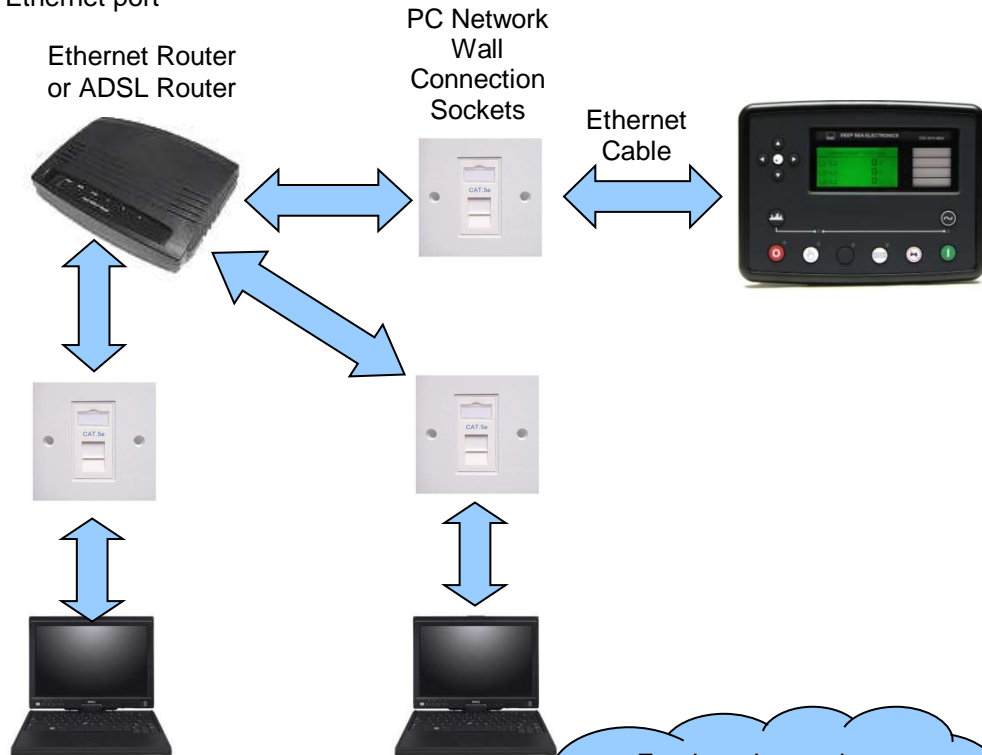 Ethernet port
PC Network
Wall
Connection
Sockets
Ethernet Router
or ADSL Router
Ethernet
Cable
CAT.5e
DEEP SEA ELECTRONICS
CAT.5e
CAT.5e